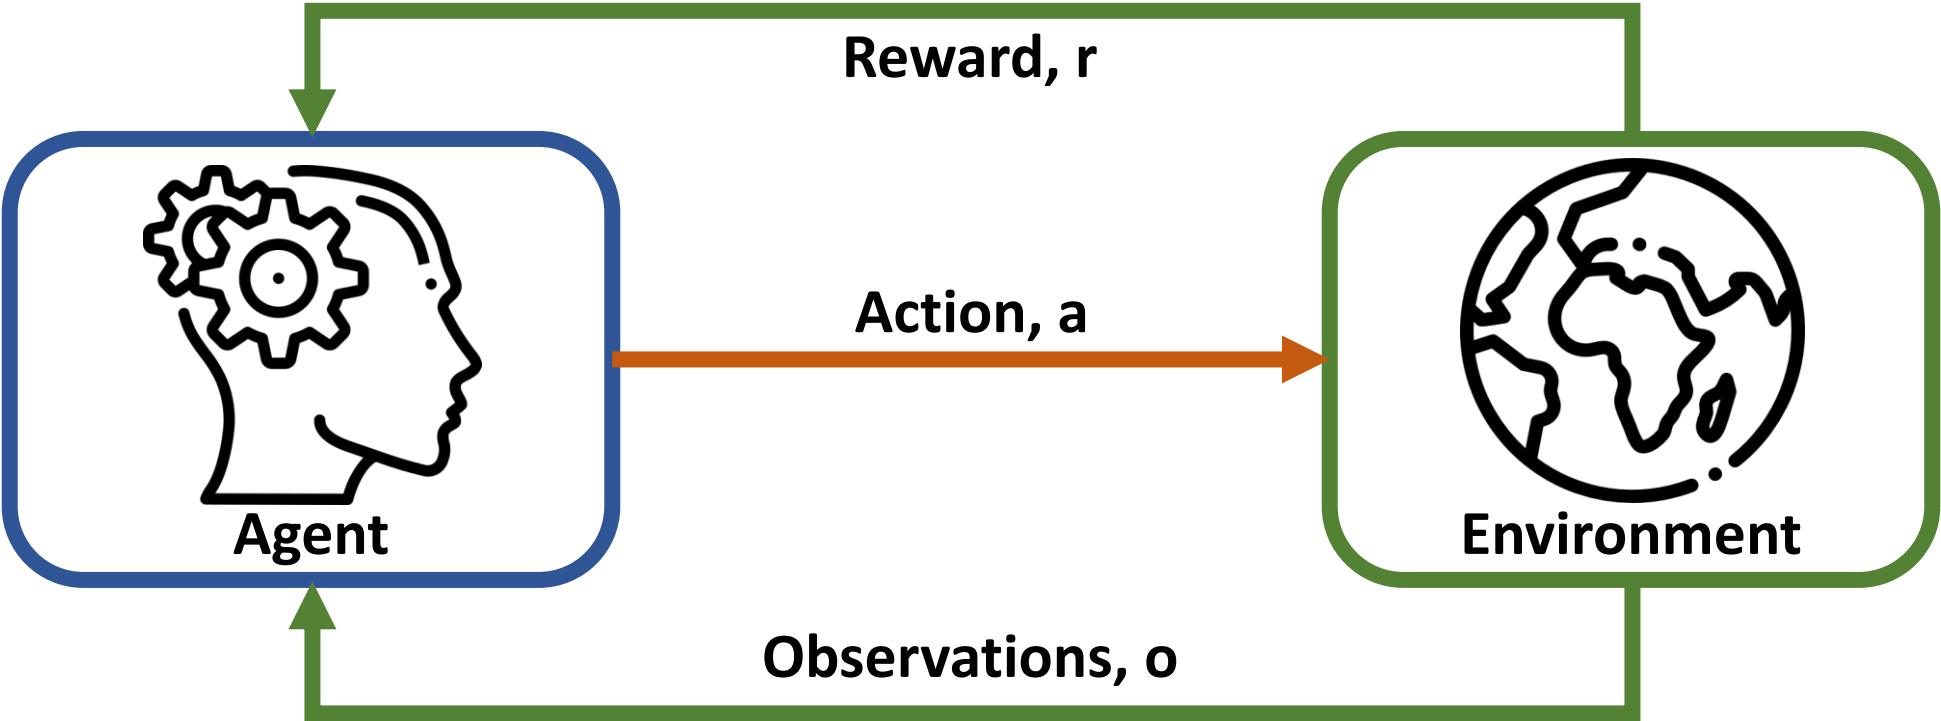 Reward, r
Action, a
Agent
Environment
Observations, o